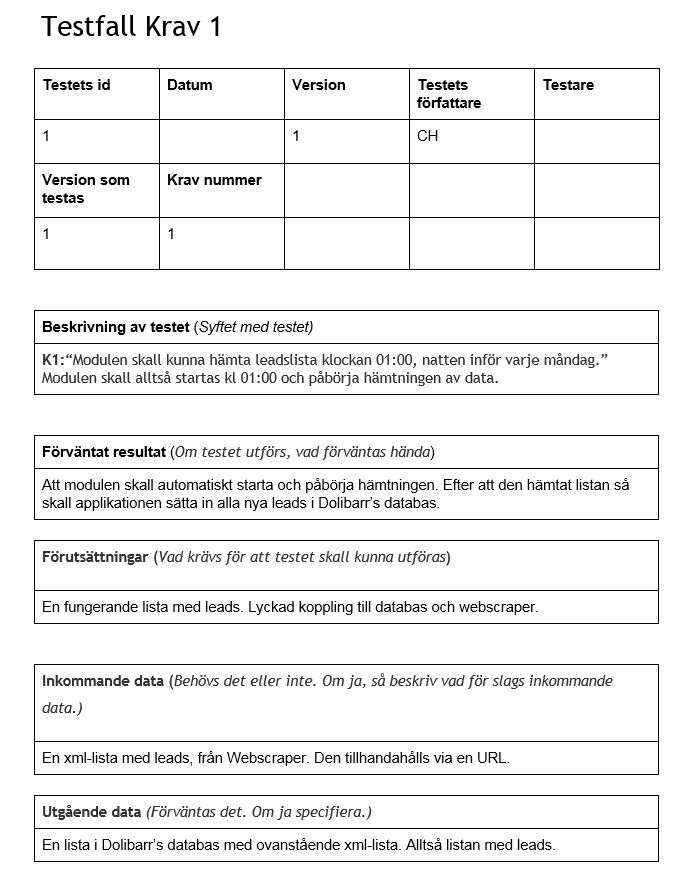 Testfall Krav 1
Testets id Datum Version Testets författare Testare
1 1 CH
Version som testas Krav nummer
1 1
Beskrivning av testet (Syftet med testet)
K1:“Modulen skall kunna hämta leadslista klockan 01:00, natten inför varje måndag.”
Modulen skall alltså startas kl 01:00 och påbörja hämtningen av data.
Förväntat resultat (Om testet utförs, vad förväntas hända)
Att modulen skall automatiskt starta och påbörja hämtningen. Efter att den hämtat listan så
skall applikationen sätta in alla nya leads i Dolibarr’s databas.
Förutsättningar (Vad krävs för att testet skall kunna utföras)
En fungerande lista med leads. Lyckad koppling till databas och webscraper.
Inkommande data (Behövs det eller inte. Om ja, så beskriv vad för slags inkommande
data.)
En xml-lista med leads, från Webscraper. Den tillhandahålls via en URL.
Utgående data (Förväntas det. Om ja specifiera.)
En lista i Dolibarr’s databas med ovanstående xml-lista. Alltså listan med leads.